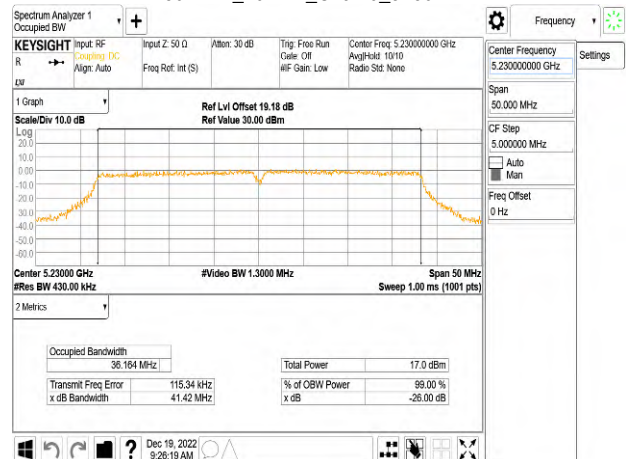 Spectrum Analyzer 1
Occupied BW
Frequency
KEYSIGHT
Input: RF
Coupling: DC
Align: Auto
Input Z: 50 Ω
Freq Ref: Int (S)
Atten: 30 dB
Trig: Free Run
Gate: Off
#IF Gain: Low
Center Freq: 5.230000000 GHz
Avg|Hold: 10/10
Radio Std: None
R
Center Frequency
5.230000000 GHz
Settings
Span
50.000 MHz
CF Step
5.000000 MHz
Auto
Man
Freq Offset
0 Hz
1 Graph
Scale/Div 10.0 dB
Ref Lvl Offset 19.18 dB
Ref Value 30.00 dBm
Log
20.0
10.0
0.00
-10.0
-20.0
-30.0
-40.0
-50.0
-60.0
Center 5.23000 GHz
#Video BW 1.3000 MHz
Span 50 MHz
#Res BW 430.00 kHz
Sweep 1.00 ms (1001 pts)
2 Metrics
Occupied Bandwidth
36.164 MHz
Total Power 17.0 dBm
Transmit Freq Error 115.34 kHz
% of OBW Power 99.00 %
x dB Bandwidth 41.42 MHz
x dB -26.00 dB
?
Dec 19, 2022
9:26:19 AM